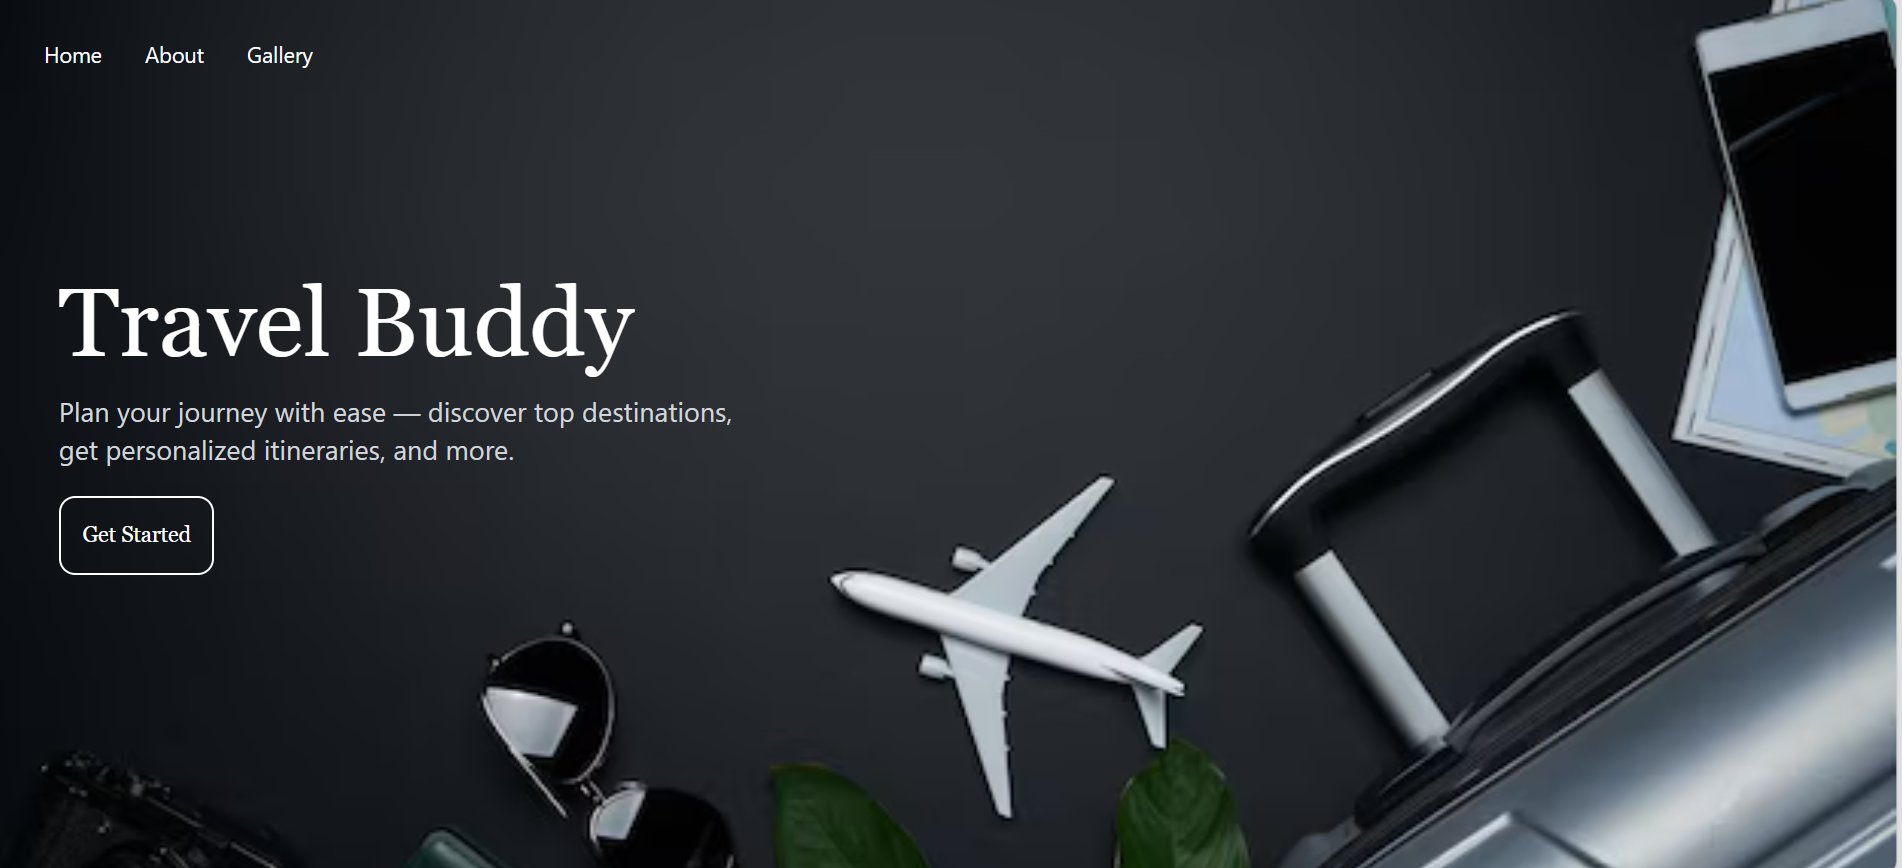 Home About Gallery
Travel Buddy
Plan your journey with ease — discover top destinations,
get personalized itineraries, and more.
Get Started